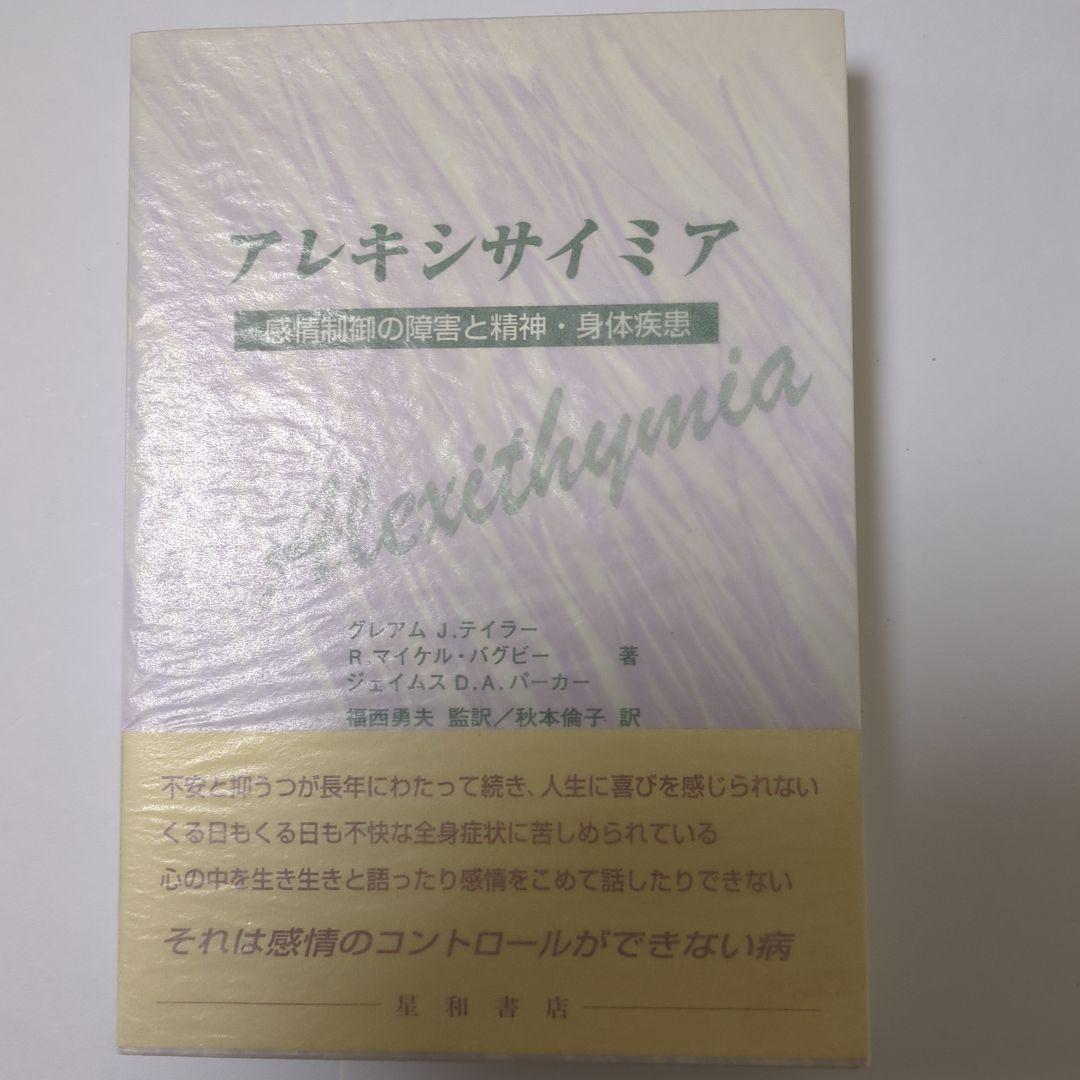 アレキシサイミア
感情制御の障害と精神・身体疾患
Alexithymia
グレアム J.テイラー
R.マイケル・バグビー 著
ジェイムス D.A.パーカー
福西勇夫 監訳／秋本倫子 訳
不安と抑うつが長年にわたって続き、人生に喜びを感じられない
くる日もくる日も不快な全身症状に苦しめられている
心の中を生き生きと語ったり感情をこめて話したりできない
それは感情のコントロールができない病
星和書店